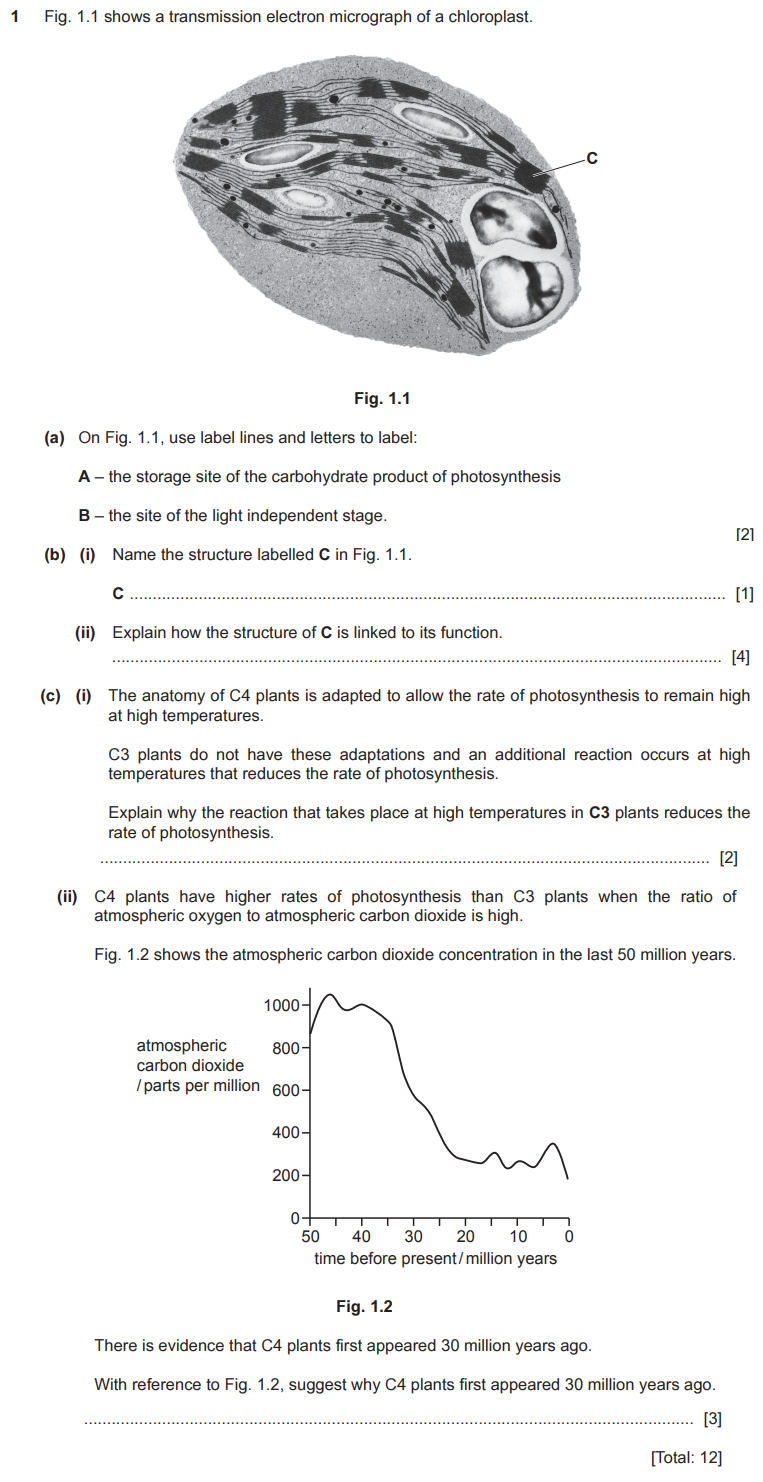 1 Fig. 1.1 shows a transmission electron micrograph of a chloroplast.
C
Fig. 1.1
(a) On Fig. 1.1, use label lines and letters to label:
A – the storage site of the carbohydrate product of photosynthesis
B – the site of the light independent stage.
[2]
(b) (i) Name the structure labelled C in Fig. 1.1.
C .................................................................................................................................. [1]
(ii) Explain how the structure of C is linked to its function.
.................................................................................................................................. [4]
(c) (i) The anatomy of C4 plants is adapted to allow the rate of photosynthesis to remain high
at high temperatures.
C3 plants do not have these adaptations and an additional reaction occurs at high
temperatures that reduces the rate of photosynthesis.
Explain why the reaction that takes place at high temperatures in C3 plants reduces the
rate of photosynthesis.
.................................................................................................................................. [2]
(ii) C4 plants have higher rates of photosynthesis than C3 plants when the ratio of
atmospheric oxygen to atmospheric carbon dioxide is high.
Fig. 1.2 shows the atmospheric carbon dioxide concentration in the last 50 million years.
atmospheric
carbon dioxide
/ parts per million
1000
800
600
400
200
0
50 40 30 20 10 0
time before present / million years
Fig. 1.2
There is evidence that C4 plants first appeared 30 million years ago.
With reference to Fig. 1.2, suggest why C4 plants first appeared 30 million years ago.
.................................................................................................................................. [3]
[Total: 12]